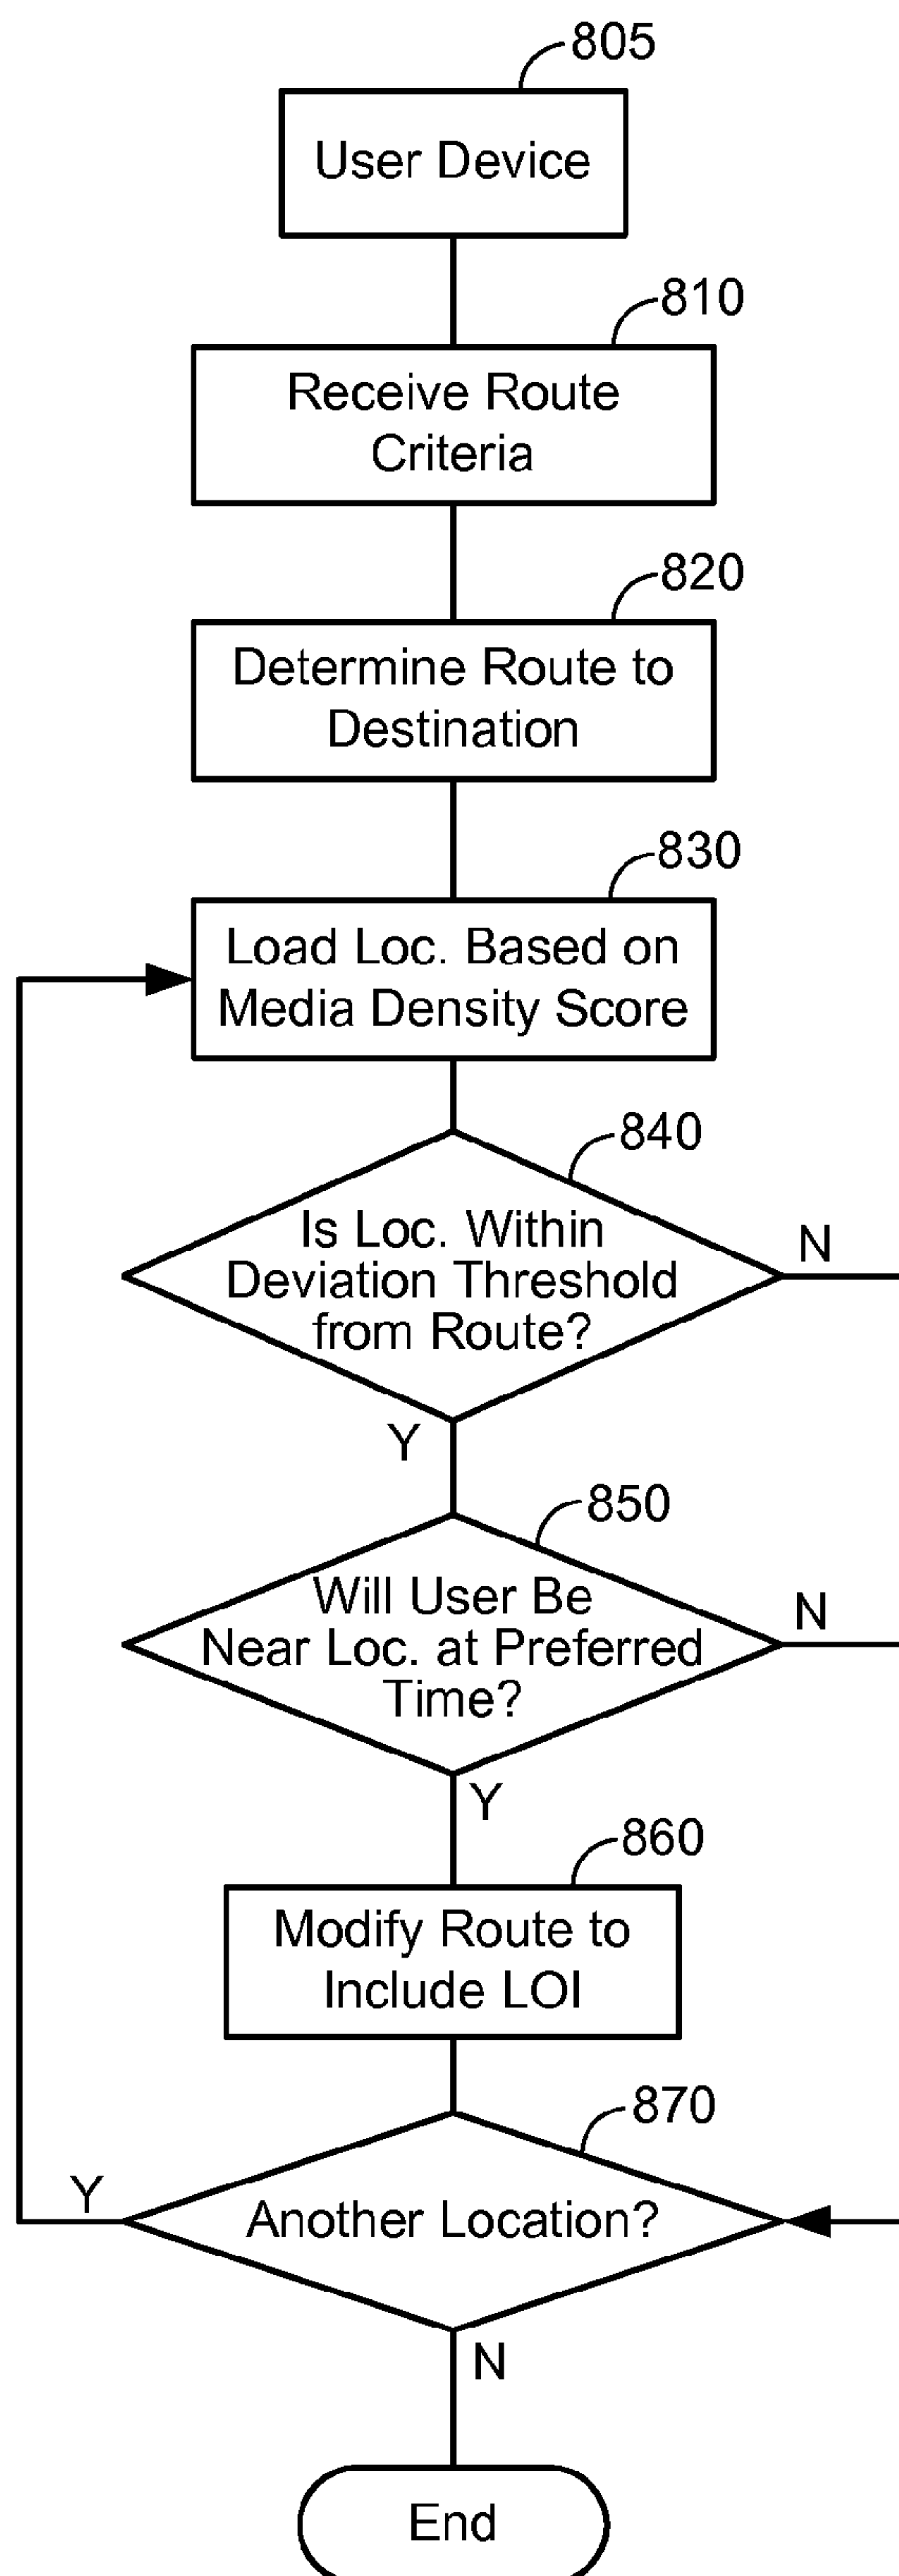 805
User Device
810
Receive Route
Criteria
820
Determine Route to
Destination
830
Load Loc. Based on
Media Density Score
840
Is Loc. Within
Deviation Threshold
from Route?
N
Y
850
Will User Be
Near Loc. at Preferred
Time?
N
Y
860
Modify Route to
Include LOI
870
Y
Another Location?
N
End